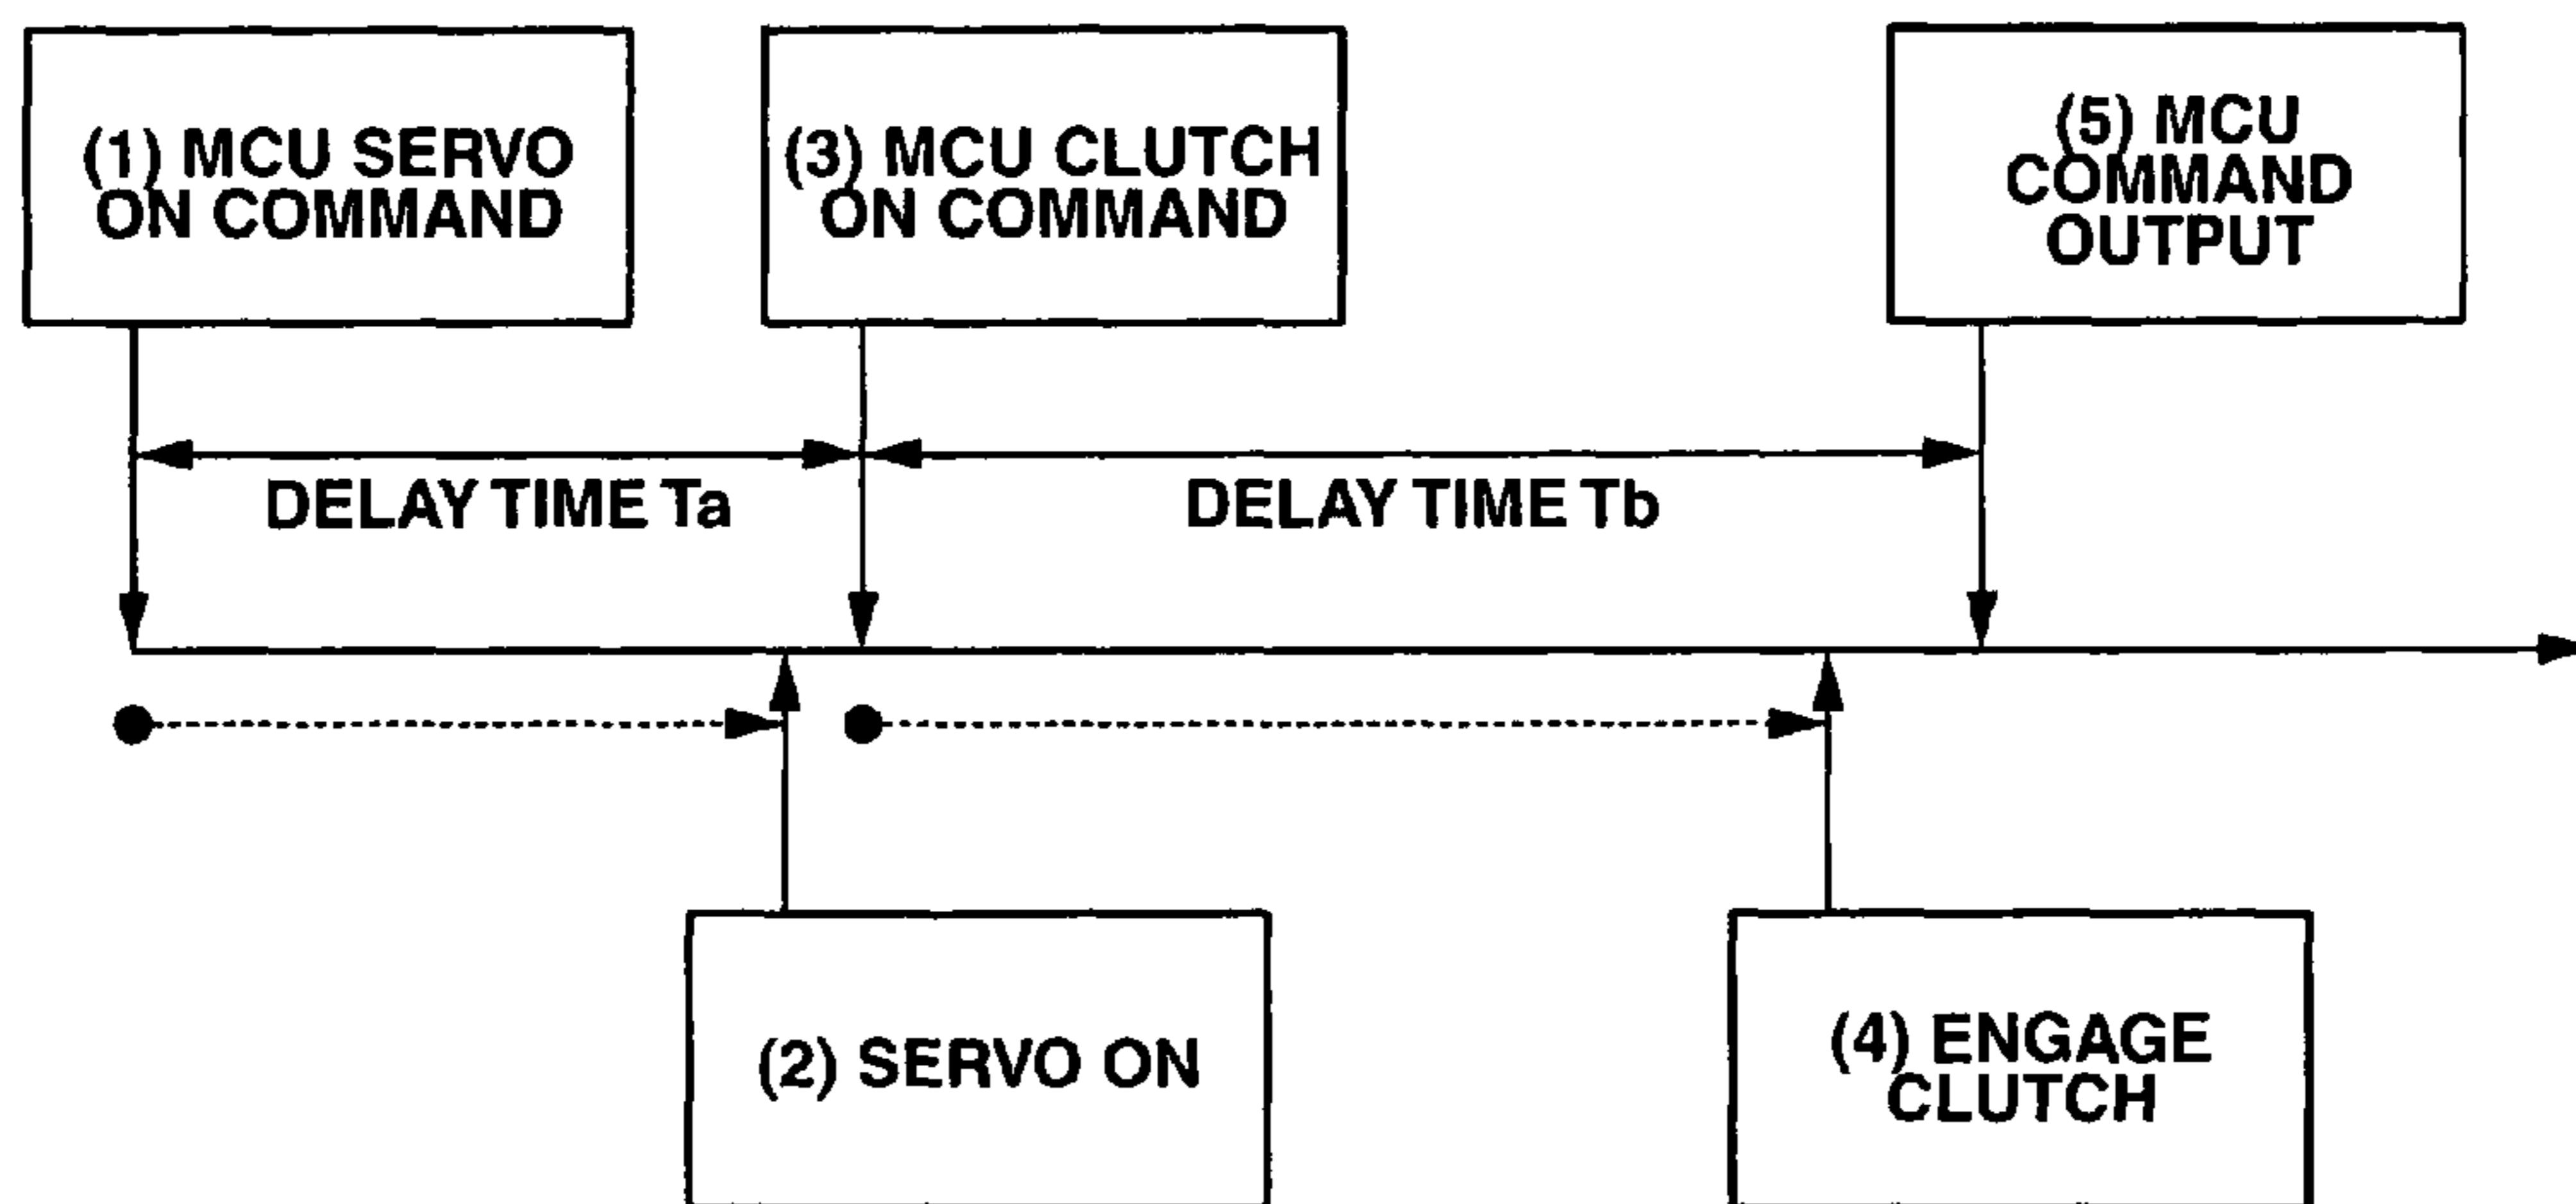 (1) MCU SERVO
ON COMMAND
(3) MCU CLUTCH
ON COMMAND
(5) MCU
COMMAND
OUTPUT
DELAY TIME Ta
DELAY TIME Tb
(2) SERVO ON
(4) ENGAGE
CLUTCH